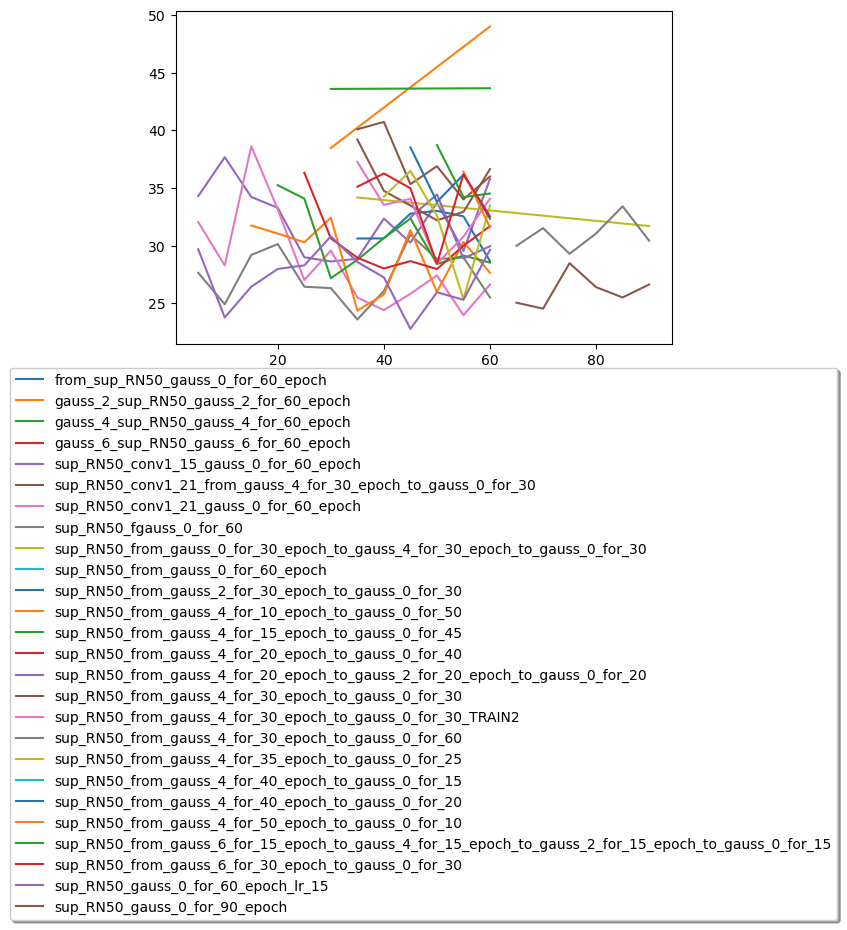 50
45
40
35
30
25
20 40 60 80
from_sup_RN50_gauss_0_for_60_epoch
gauss_2_sup_RN50_gauss_2_for_60_epoch
gauss_4_sup_RN50_gauss_4_for_60_epoch
gauss_6_sup_RN50_gauss_6_for_60_epoch
sup_RN50_conv1_15_gauss_0_for_60_epoch
sup_RN50_conv1_21_from_gauss_4_for_30_epoch_to_gauss_0_for_30
sup_RN50_conv1_21_gauss_0_for_60_epoch
sup_RN50_fgauss_0_for_60
sup_RN50_from_gauss_0_for_30_epoch_to_gauss_4_for_30_epoch_to_gauss_0_for_30
sup_RN50_from_gauss_0_for_60_epoch
sup_RN50_from_gauss_2_for_30_epoch_to_gauss_0_for_30
sup_RN50_from_gauss_4_for_10_epoch_to_gauss_0_for_50
sup_RN50_from_gauss_4_for_15_epoch_to_gauss_0_for_45
sup_RN50_from_gauss_4_for_20_epoch_to_gauss_0_for_40
sup_RN50_from_gauss_4_for_20_epoch_to_gauss_2_for_20_epoch_to_gauss_0_for_20
sup_RN50_from_gauss_4_for_30_epoch_to_gauss_0_for_30
sup_RN50_from_gauss_4_for_30_epoch_to_gauss_0_for_30_TRAIN2
sup_RN50_from_gauss_4_for_30_epoch_to_gauss_0_for_60
sup_RN50_from_gauss_4_for_35_epoch_to_gauss_0_for_25
sup_RN50_from_gauss_4_for_40_epoch_to_gauss_0_for_15
sup_RN50_from_gauss_4_for_40_epoch_to_gauss_0_for_20
sup_RN50_from_gauss_4_for_50_epoch_to_gauss_0_for_10
sup_RN50_from_gauss_6_for_15_epoch_to_gauss_4_for_15_epoch_to_gauss_2_for_15_epoch_to_gauss_0_for_15
sup_RN50_from_gauss_6_for_30_epoch_to_gauss_0_for_30
sup_RN50_gauss_0_for_60_epoch_lr_15
sup_RN50_gauss_0_for_90_epoch